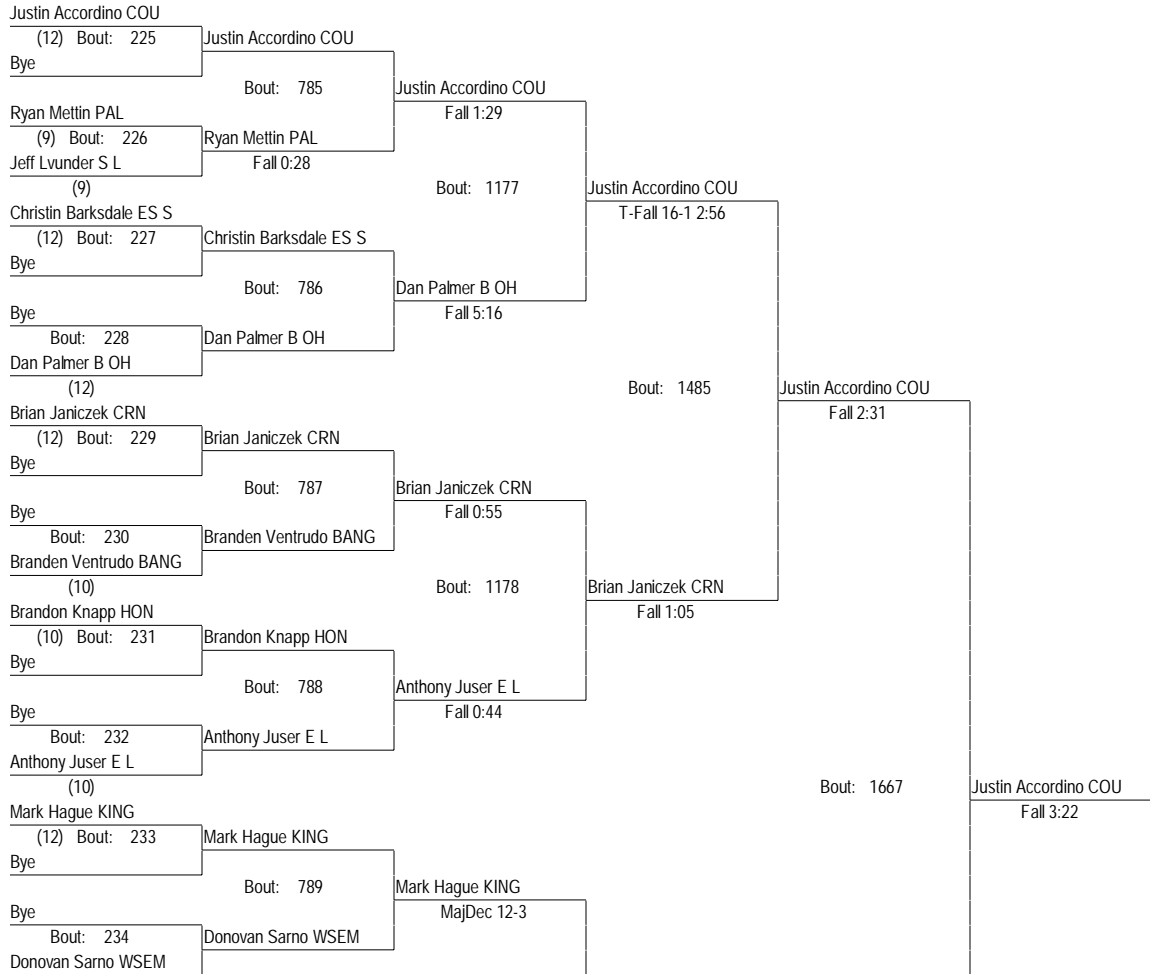 Justin Accordino COU
(12) Bout: 225
Justin Accordino COU
Bye
Bout: 785
Justin Accordino COU
Ryan Mettin PAL
Fall 1:29
(9) Bout: 226
Ryan Mettin PAL
Jeff Lvunder S L
Fall 0:28
(9)
Bout: 1177
Justin Accordino COU
Christin Barksdale ES S
T-Fall 16-1 2:56
(12) Bout: 227
Christin Barksdale ES S
Bye
Bout: 786
Dan Palmer B OH
Bye
Fall 5:16
Bout: 228
Dan Palmer B OH
Dan Palmer B OH
(12)
Bout: 1485
Justin Accordino COU
Brian Janiczek CRN
Fall 2:31
(12) Bout: 229
Brian Janiczek CRN
Bye
Bout: 787
Brian Janiczek CRN
Bye
Fall 0:55
Bout: 230
Branden Ventrudo BANG
Branden Ventrudo BANG
(10)
Bout: 1178
Brian Janiczek CRN
Brandon Knapp HON
Fall 1:05
(10) Bout: 231
Brandon Knapp HON
Bye
Bout: 788
Anthony Juser E L
Bye
Fall 0:44
Bout: 232
Anthony Juser E L
Anthony Juser E L
(10)
Bout: 1667
Justin Accordino COU
Mark Hague KING
Fall 3:22
(12) Bout: 233
Mark Hague KING
Bye
Bout: 789
Mark Hague KING
Bye
MajDec 12-3
Bout: 234
Donovan Sarno WSEM
Donovan Sarno WSEM